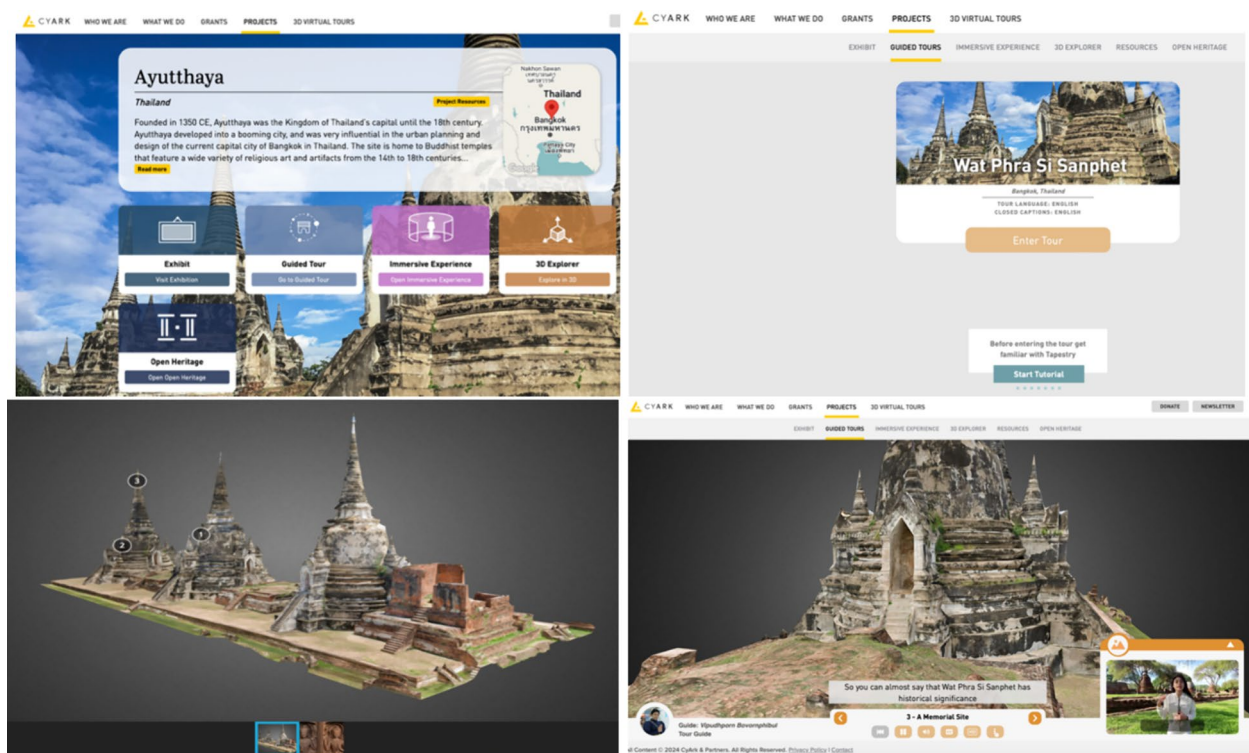 CYARK WHO WE ARE WHAT WE DO GRANTS PROJECTS 3D VIRTUAL TOURS
Ayutthaya
Thailand
Project Resources
Founded in 1350 CE, Ayutthaya was the Kingdom of Thailand's capital until the 18th century.
Ayutthaya developed into a booming city, and was very influential in the urban planning and
design of the current capital city of Bangkok in Thailand. The site is home to Buddhist temples
that feature a wide variety of religious art and artifacts from the 14th to 18th centuries...
Read more
Nakhon Sawan
Thailand
Bangkok
กรุงเทพมหานคร
Pattaya City
Exhibit
Visit Exhibition
Guided Tour
Go to Guided Tour
Immersive Experience
Open Immersive Experience
3D Explorer
Explore in 3D
Open Heritage
Open Open Heritage
CYARK WHO WE ARE WHAT WE DO GRANTS PROJECTS 3D VIRTUAL TOURS
EXHIBIT GUIDED TOURS IMMERSIVE EXPERIENCE 3D EXPLORER RESOURCES OPEN HERITAGE
Wat Phra Si Sanphet
Bangkok, Thailand
TOUR LANGUAGE: ENGLISH
CLOSED CAPTIONS: ENGLISH
Enter Tour
Before entering the tour get
familiar with Tapestry
Start Tutorial
3
2
1
CYARK WHO WE ARE WHAT WE DO GRANTS PROJECTS 3D VIRTUAL TOURS DONATE NEWSLETTER
EXHIBIT GUIDED TOURS IMMERSIVE EXPERIENCE 3D EXPLORER RESOURCES OPEN HERITAGE
So you can almost say that Wat Phra Si Sanphet has
historical significance
3 - A Memorial Site
Guide: Vipudhporn Bovornphibul
Tour Guide
al Content © 2024 CyArk & Partners. All Rights Reserved. Privacy Policy | Contact